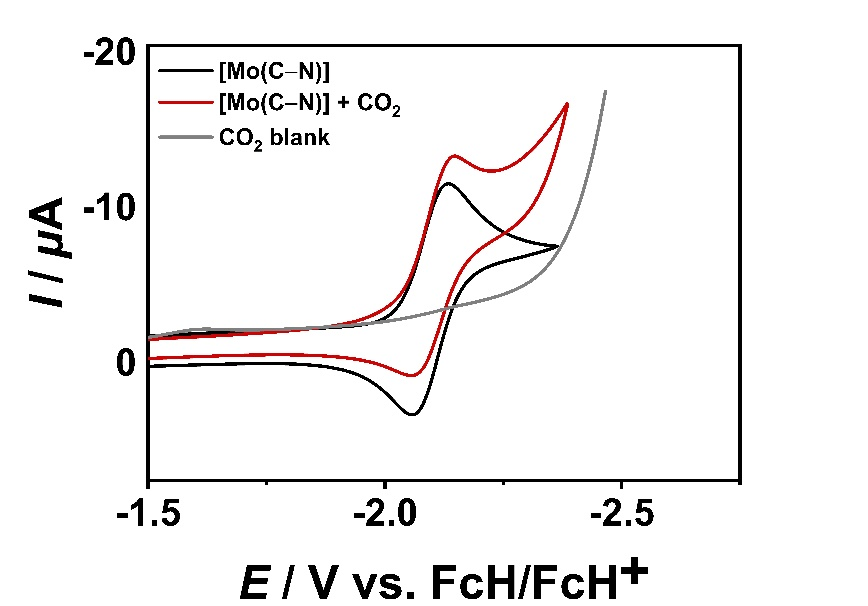 -20
[Mo(C–N)]
[Mo(C–N)] + CO₂
CO₂ blank
-10
I / μA
0
-1.5 -2.0 -2.5
E / V vs. FcH/FcH⁺